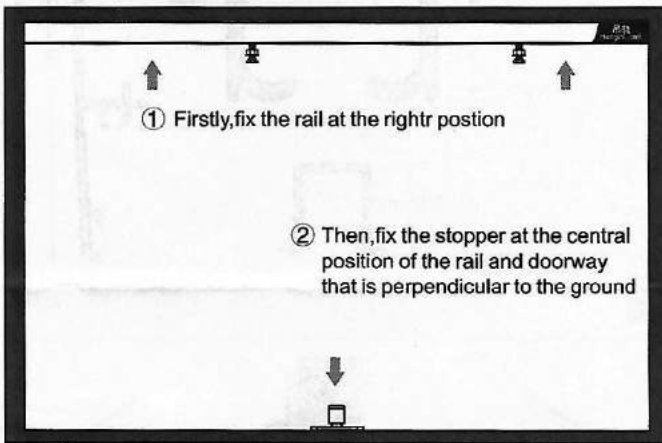 ① Firstly,fix the rail at the rightr postion
② Then,fix the stopper at the central
position of the rail and doorway
that is perpendicular to the ground